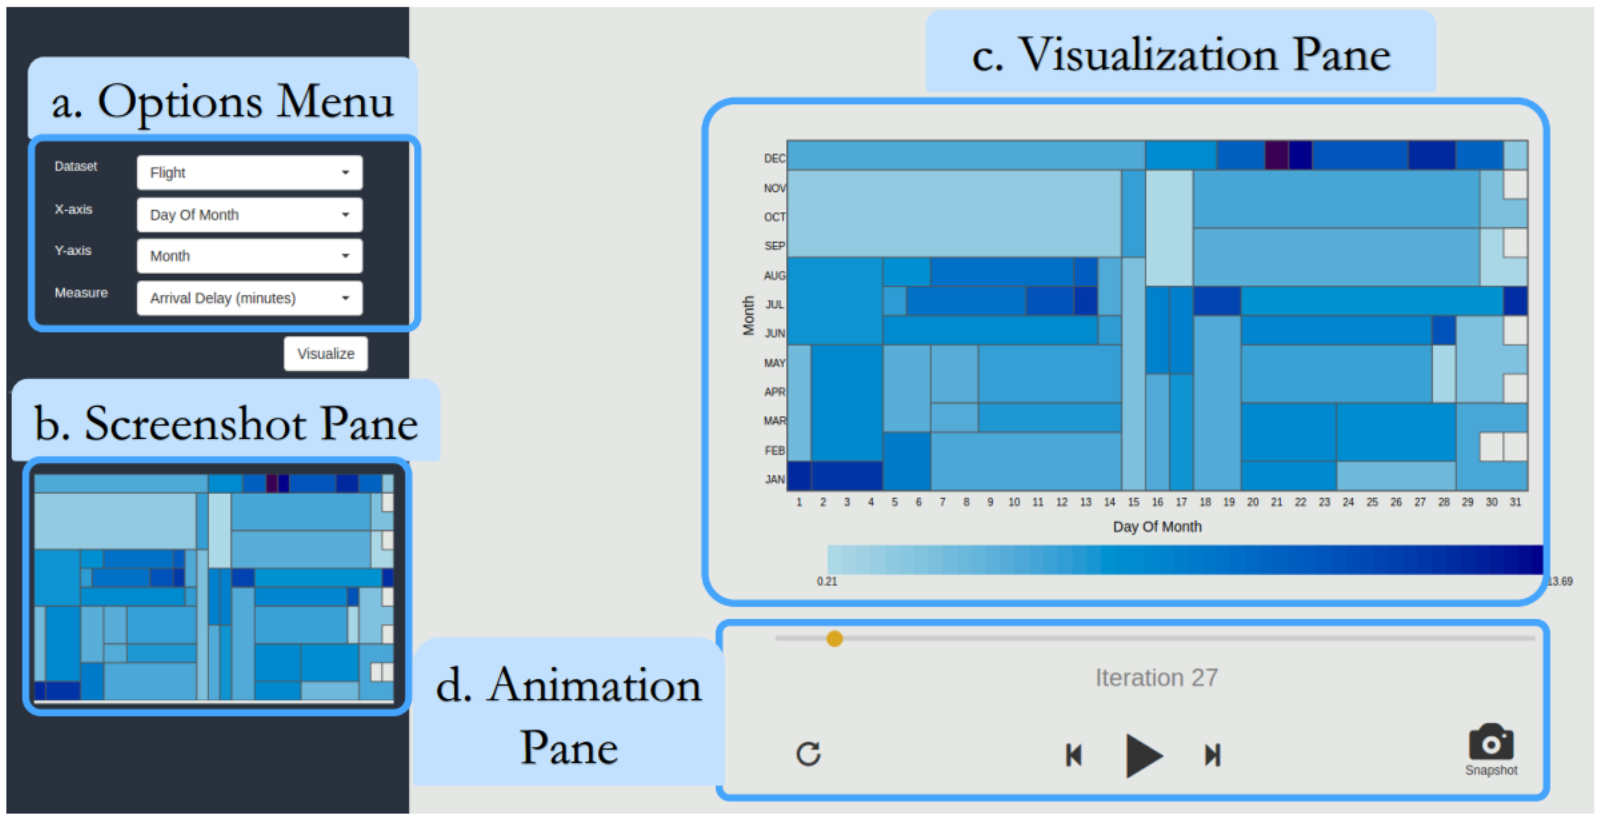 a. Options Menu
Dataset
Flight
X-axis
Day Of Month
Y-axis
Month
Measure
Arrival Delay (minutes)
Visualize
b. Screenshot Pane
c. Visualization Pane
DEC
NOV
OCT
SEP
AUG
JUL
JUN
MAY
APR
MAR
FEB
JAN
Month
1 2 3 4 5 6 7 8 9 10 11 12 13 14 15 16 17 18 19 20 21 22 23 24 25 26 27 28 29 30 31
Day Of Month
0.21
13.69
d. Animation
Pane
Iteration 27
Snapshot